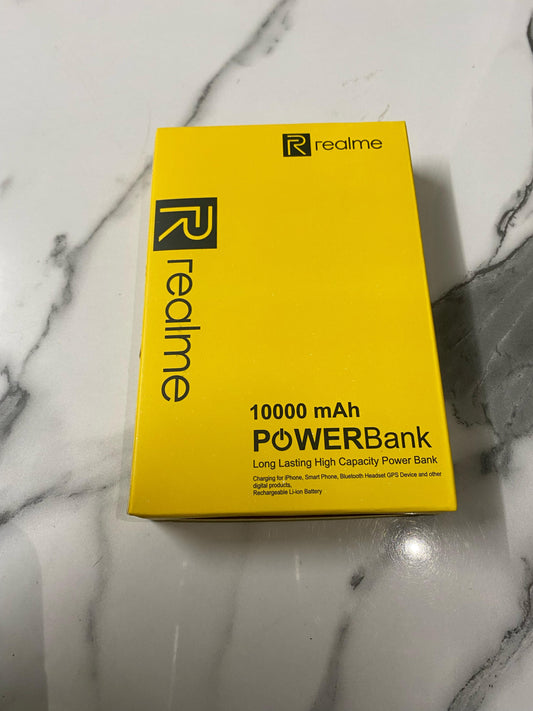 R realme
R realme
10000 mAh
POWERBank
Long Lasting High Capacity Power Bank
Charging for iPhone, Smart Phone, Bluetooth Headset GPS Device and other
digital products,
Rechargeable Li-ion Battery